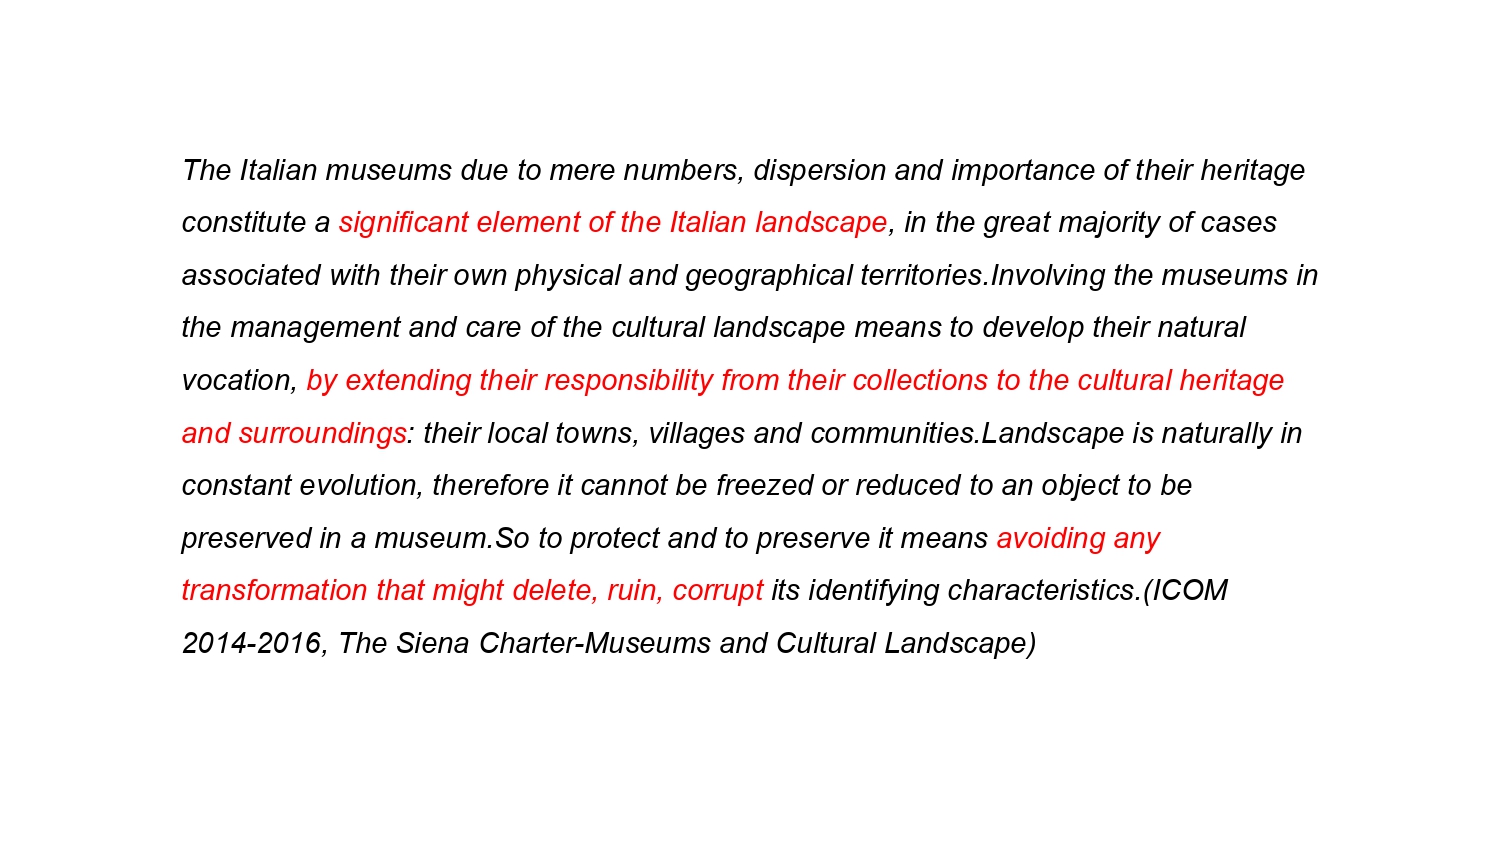 The Italian museums due to mere numbers, dispersion and importance of their heritage
constitute a significant element of the Italian landscape, in the great majority of cases
associated with their own physical and geographical territories.Involving the museums in
the management and care of the cultural landscape means to develop their natural
vocation, by extending their responsibility from their collections to the cultural heritage
and surroundings: their local towns, villages and communities.Landscape is naturally in
constant evolution, therefore it cannot be freezed or reduced to an object to be
preserved in a museum.So to protect and to preserve it means avoiding any
transformation that might delete, ruin, corrupt its identifying characteristics.(ICOM
2014-2016, The Siena Charter-Museums and Cultural Landscape)